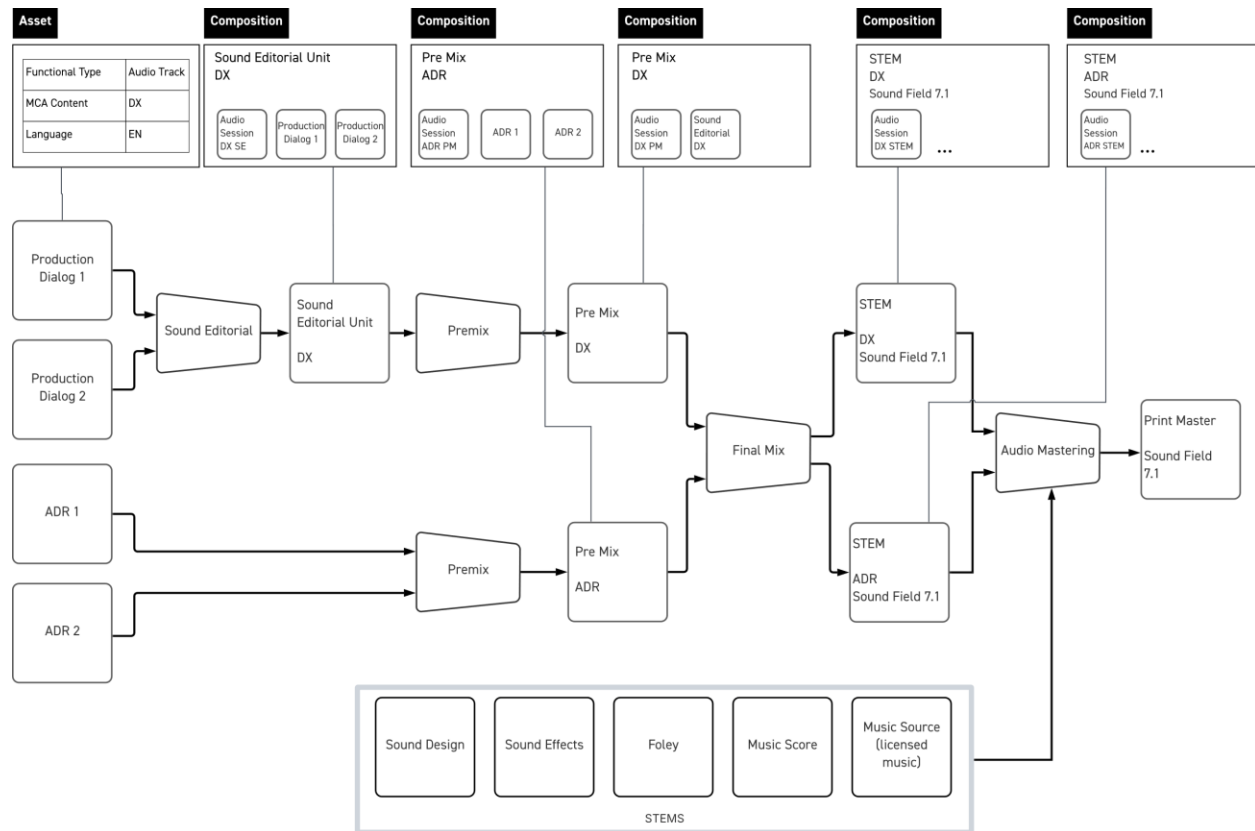 Asset
Composition
Composition
Composition
Composition
Composition
Functional Type Audio Track
MCA Content DX
Language EN
Sound Editorial Unit
DX
Audio
Session
DX SE
Production
Dialog 1
Production
Dialog 2
Pre Mix
ADR
Audio
Session
ADR PM
ADR 1
ADR 2
Pre Mix
DX
Audio
Session
DX PM
Sound
Editorial
DX
STEM
DX
Sound Field 7.1
Audio
Session
DX STEM
...
STEM
ADR
Sound Field 7.1
Audio
Session
ADR STEM
...
Production
Dialog 1
Production
Dialog 2
Sound Editorial
Sound
Editorial Unit
DX
Premix
Pre Mix
DX
Final Mix
STEM
DX
Sound Field 7.1
Audio Mastering
Print Master
Sound Field
7.1
ADR 1
ADR 2
Premix
Pre Mix
ADR
STEM
ADR
Sound Field 7.1
Sound Design
Sound Effects
Foley
Music Score
Music Source
(licensed
music)
STEMS